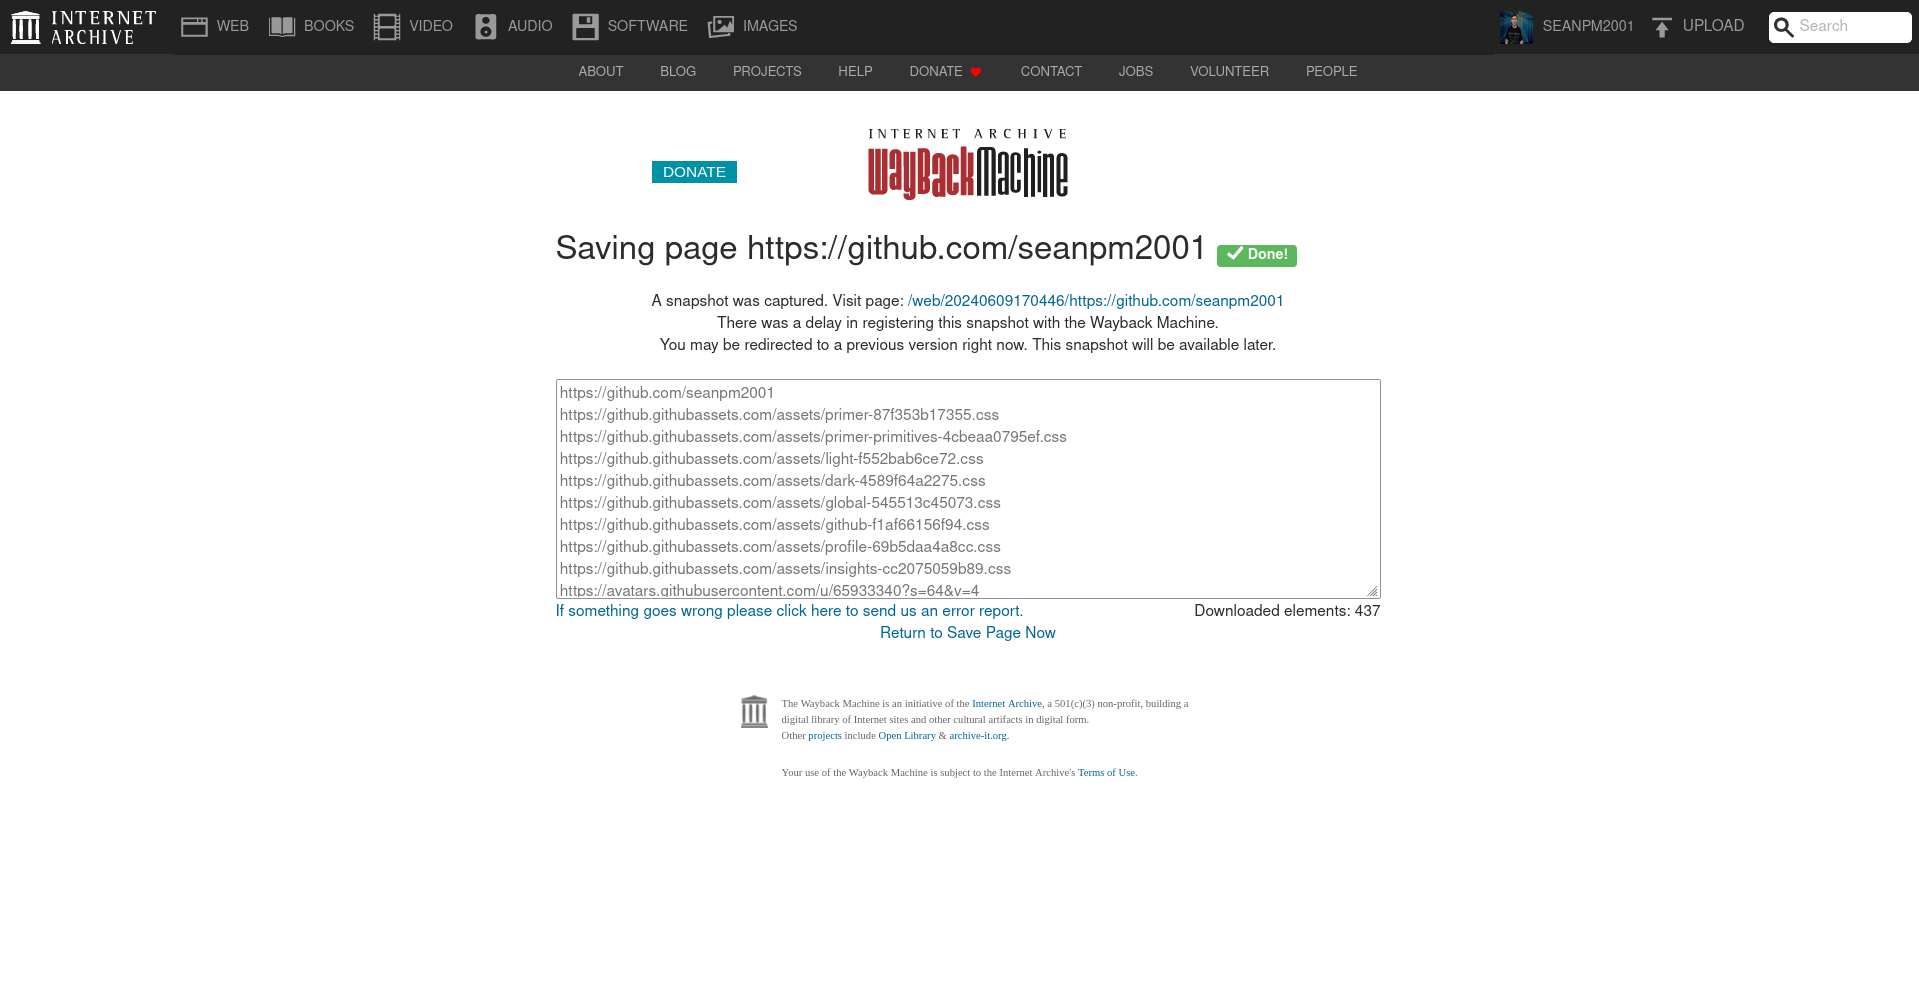 INTERNET ARCHIVE
WEB BOOKS VIDEO AUDIO SOFTWARE IMAGES SEANPM2001 UPLOAD Search
ABOUT BLOG PROJECTS HELP DONATE CONTACT JOBS VOLUNTEER PEOPLE
INTERNET ARCHIVE
WayBackMachine
DONATE
Saving page https://github.com/seanpm2001 Done!
A snapshot was captured. Visit page: /web/20240609170446/https://github.com/seanpm2001
There was a delay in registering this snapshot with the Wayback Machine.
You may be redirected to a previous version right now. This snapshot will be available later.
https://github.com/seanpm2001
https://github.githubassets.com/assets/primer-87f353b17355.css
https://github.githubassets.com/assets/primer-primitives-4cbeaa0795ef.css
https://github.githubassets.com/assets/light-f552bab6ce72.css
https://github.githubassets.com/assets/dark-4589f64a2275.css
https://github.githubassets.com/assets/global-545513c45073.css
https://github.githubassets.com/assets/github-f1af66156f94.css
https://github.githubassets.com/assets/profile-69b5daa4a8cc.css
https://github.githubassets.com/assets/insights-cc2075059b89.css
https://avatars.githubusercontent.com/u/65933340?s=64&v=4
If something goes wrong please click here to send us an error report. Downloaded elements: 437
Return to Save Page Now
The Wayback Machine is an initiative of the Internet Archive, a 501(c)(3) non-profit, building a
digital library of Internet sites and other cultural artifacts in digital form.
Other projects include Open Library & archive-it.org.
Your use of the Wayback Machine is subject to the Internet Archive's Terms of Use.